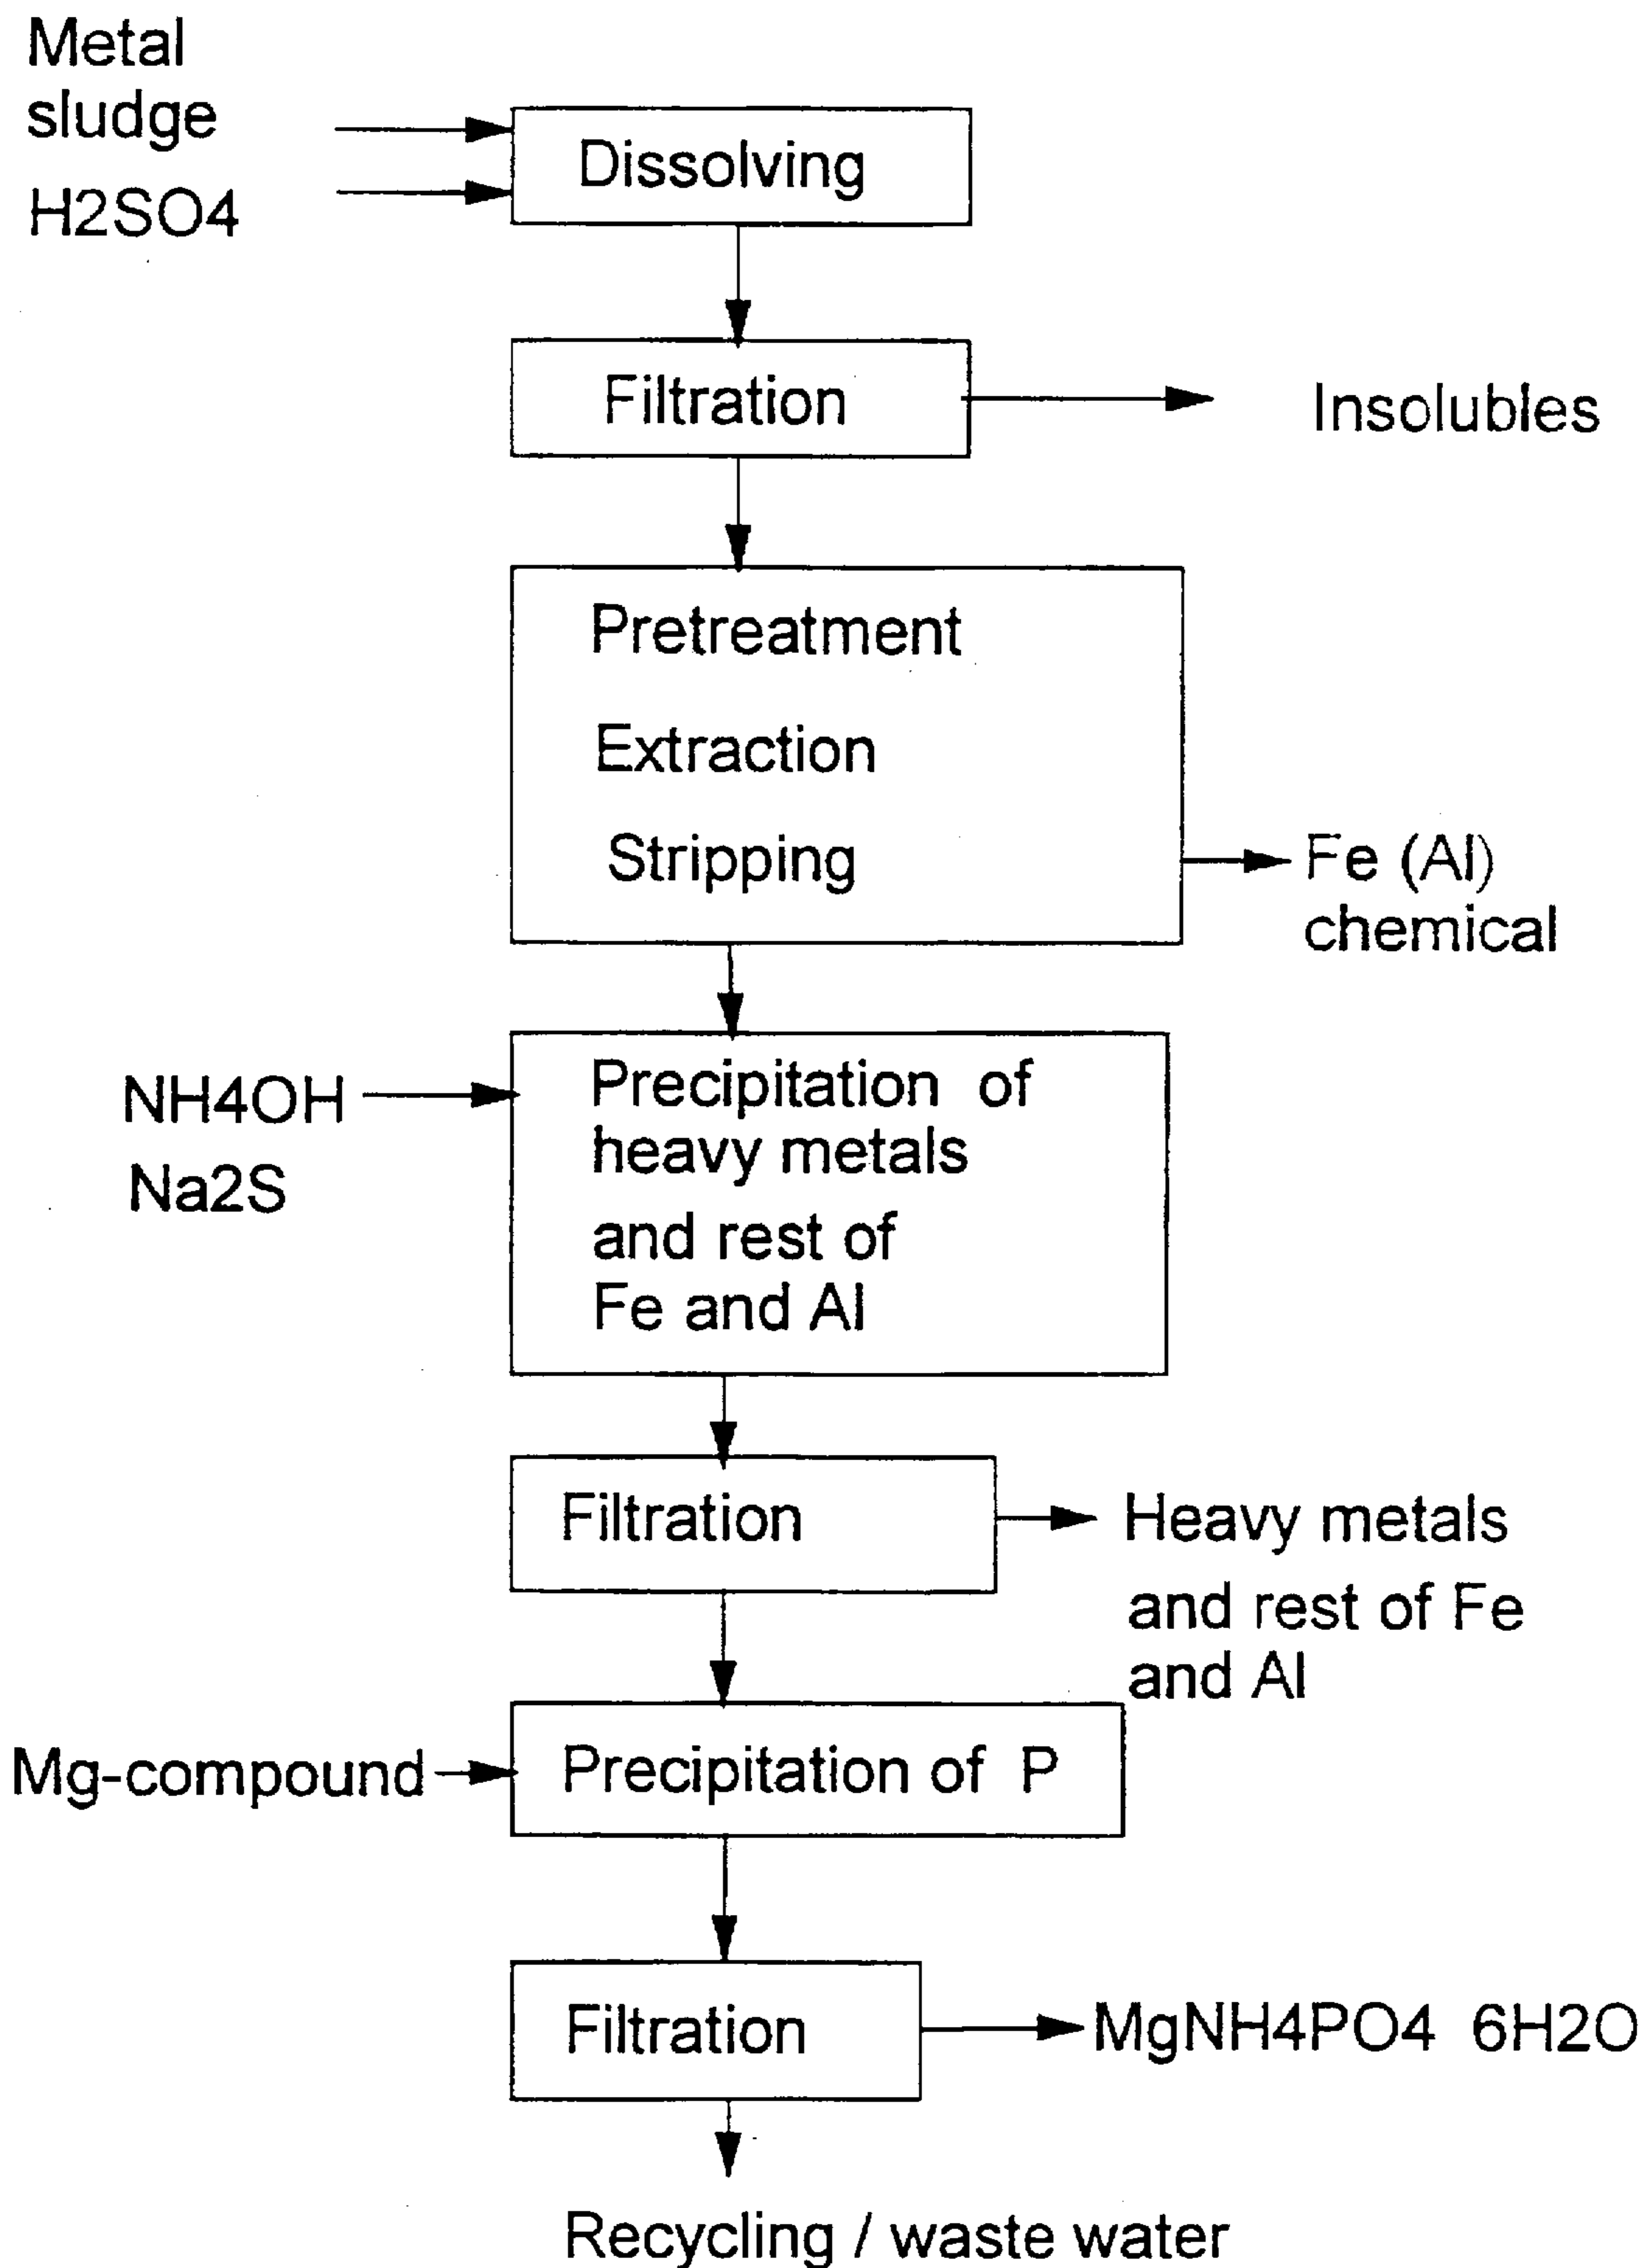 Metal
sludge
H2SO4
Dissolving
Filtration
Insolubles
Pretreatment
Extraction
Stripping
Fe (Al)
chemical
NH4OH
Na2S
Precipitation of
heavy metals
and rest of
Fe and Al
Filtration
Heavy metals
and rest of Fe
and Al
Mg-compound
Precipitation of P
Filtration
MgNH4PO4 6H2O
Recycling / waste water